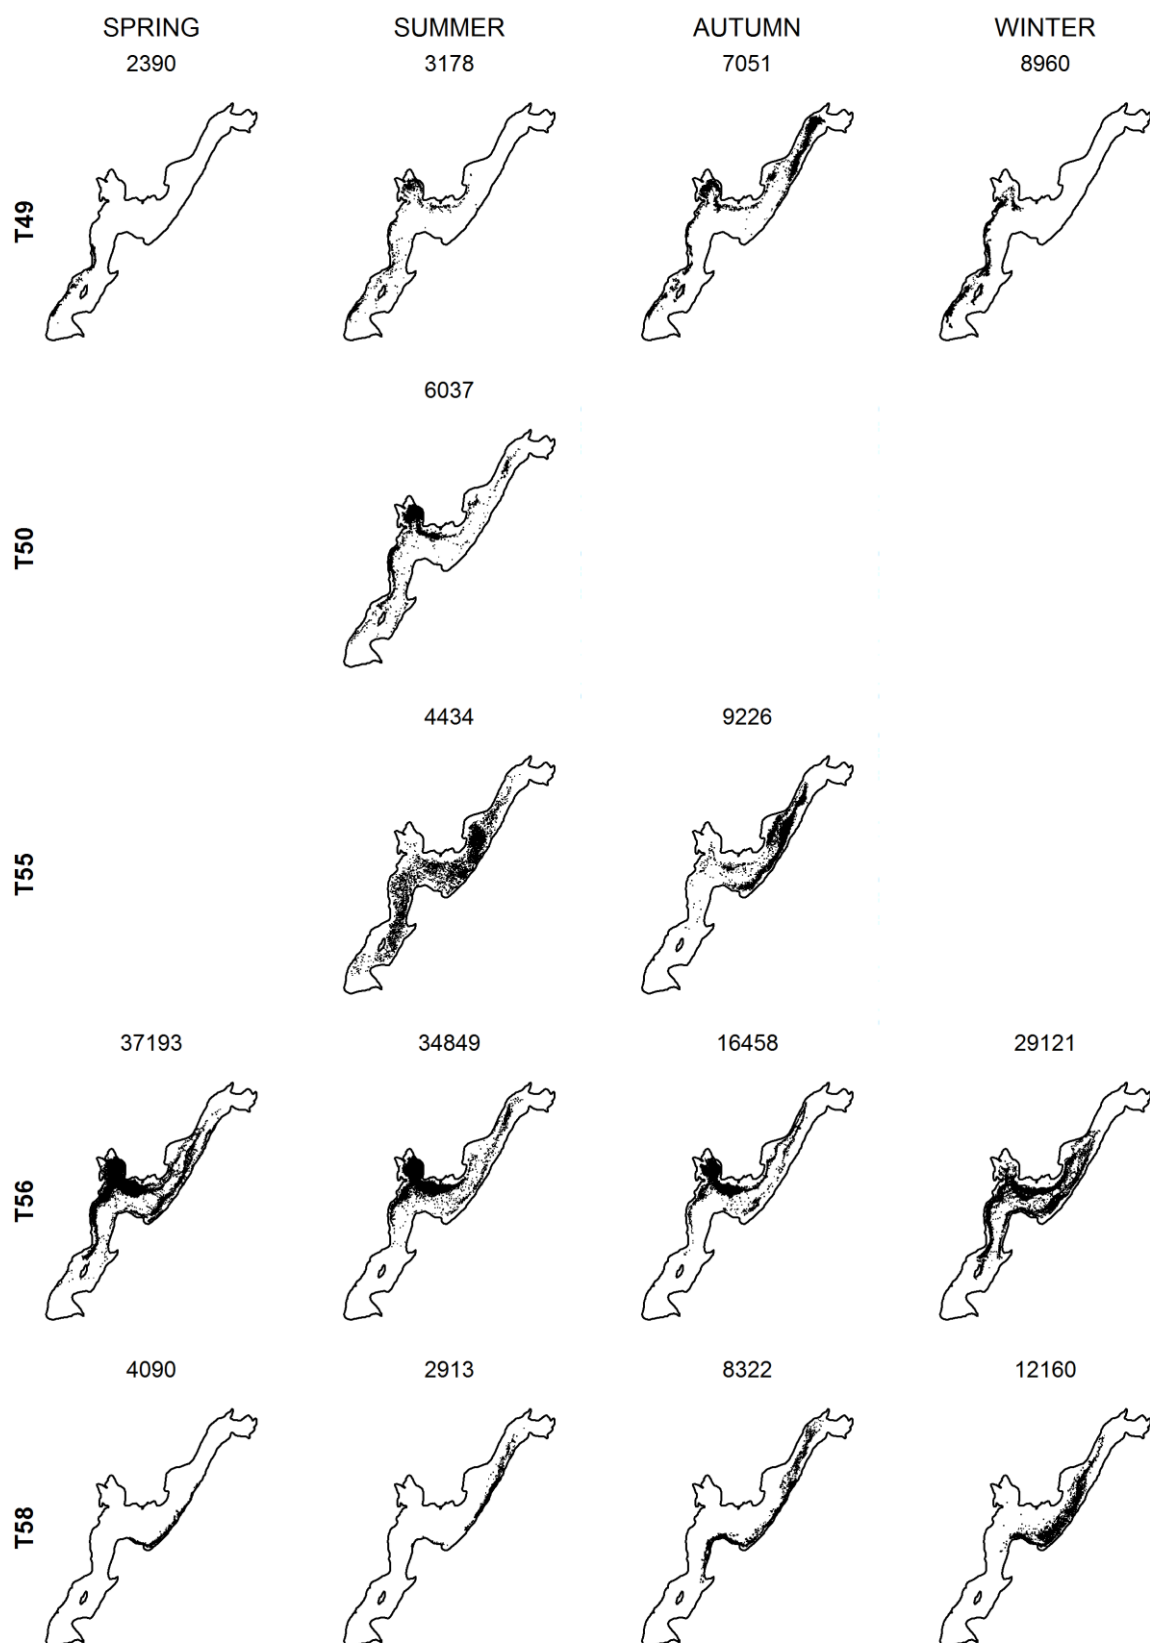 SPRING SUMMER AUTUMN WINTER
2390 3178 7051 8960
T49
6037
T50
4434 9226
T55
37193 34849 16458 29121
T56
4090 2913 8322 12160
T58